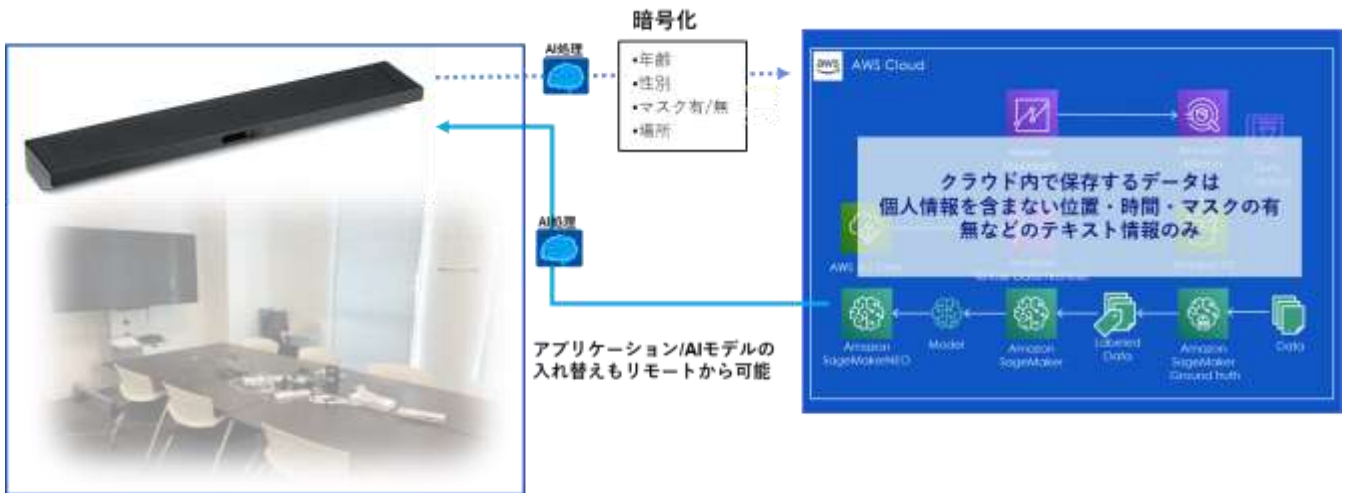 暗号化
AI処理
•年齢
•性別
•マスク有/無
•場所
aws
AWS Cloud
クラウド内で保存するデータは
個人情報を含まない位置・時間・マスクの有
無などのテキスト情報のみ
AI処理
アプリケーション/AIモデルの
入れ替えもリモートから可能
Amazon
SageMakerNEO
Model
Amazon
SageMaker
Labeled
Data
Amazon
SageMaker
Ground truth
Data